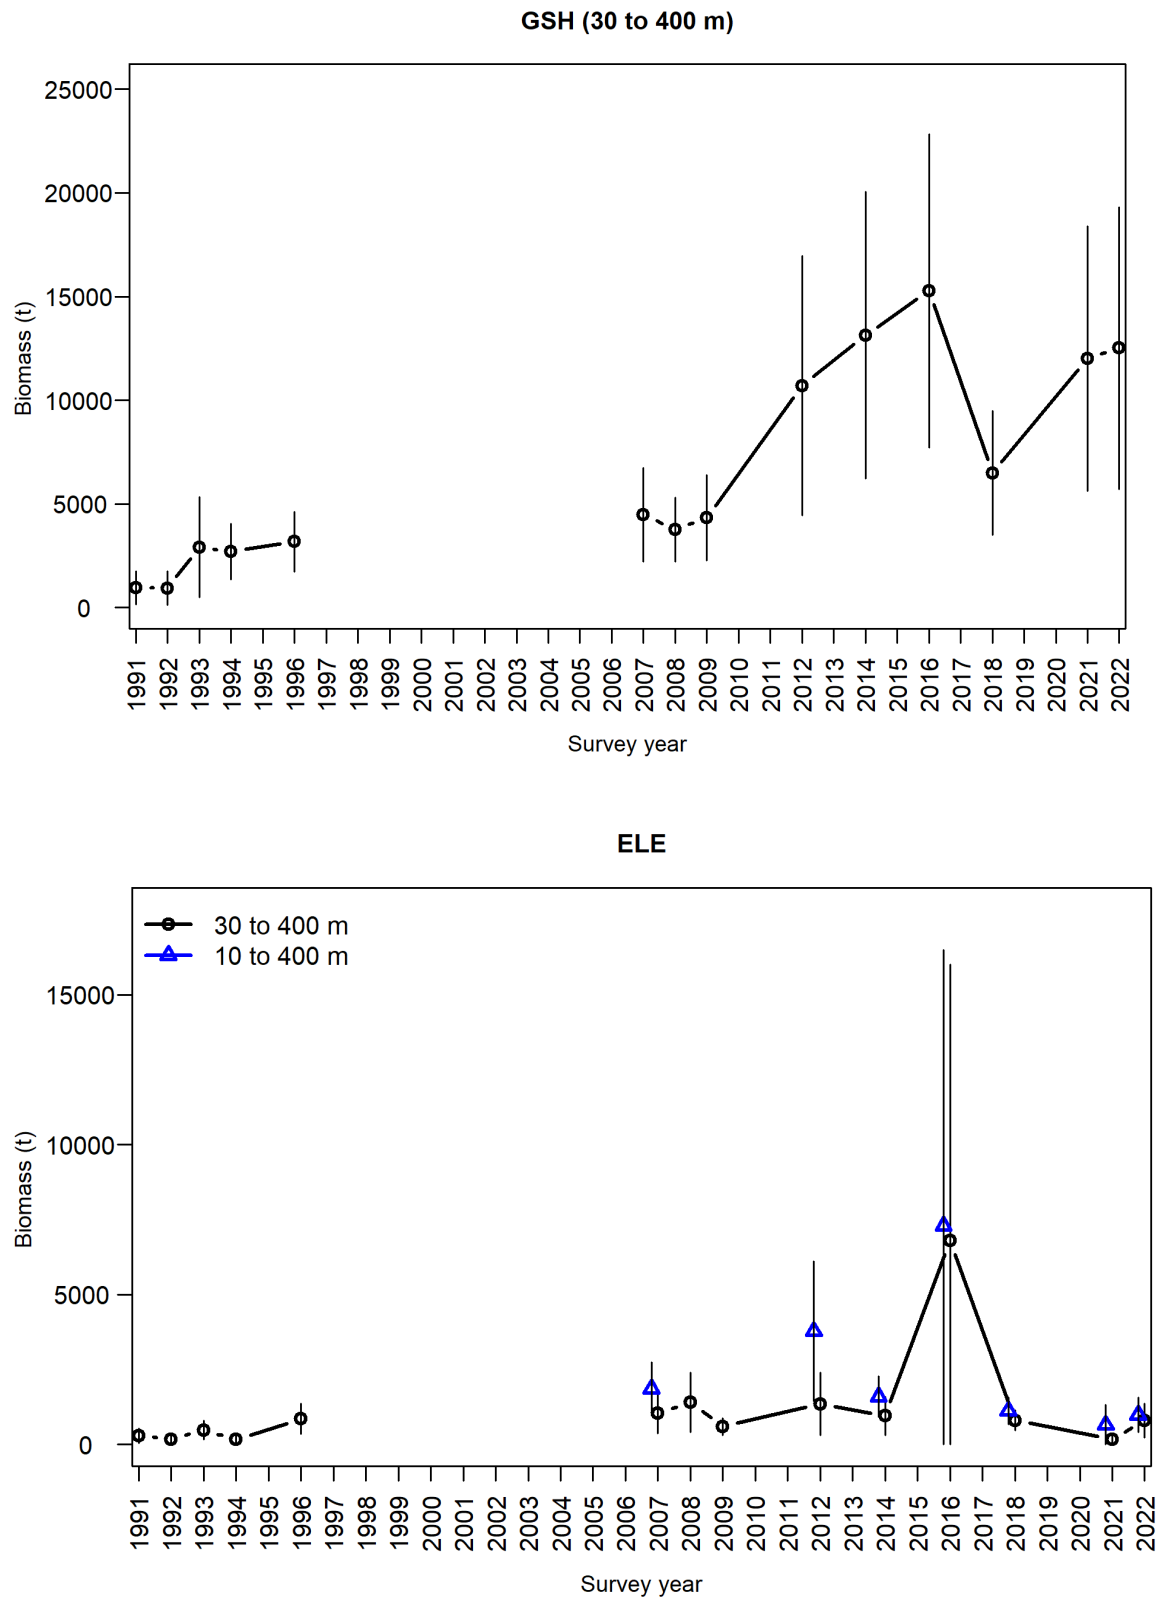 GSH (30 to 400 m)
25000
20000
15000
10000
5000
0
Biomass (t)
1991 1992 1993 1994 1995 1996 1997 1998 1999 2000 2001 2002 2003 2004 2005 2006 2007 2008 2009 2010 2011 2012 2013 2014 2015 2016 2017 2018 2019 2020 2021 2022
Survey year
ELE
30 to 400 m
10 to 400 m
15000
10000
5000
0
Biomass (t)
1991 1992 1993 1994 1995 1996 1997 1998 1999 2000 2001 2002 2003 2004 2005 2006 2007 2008 2009 2010 2011 2012 2013 2014 2015 2016 2017 2018 2019 2020 2021 2022
Survey year